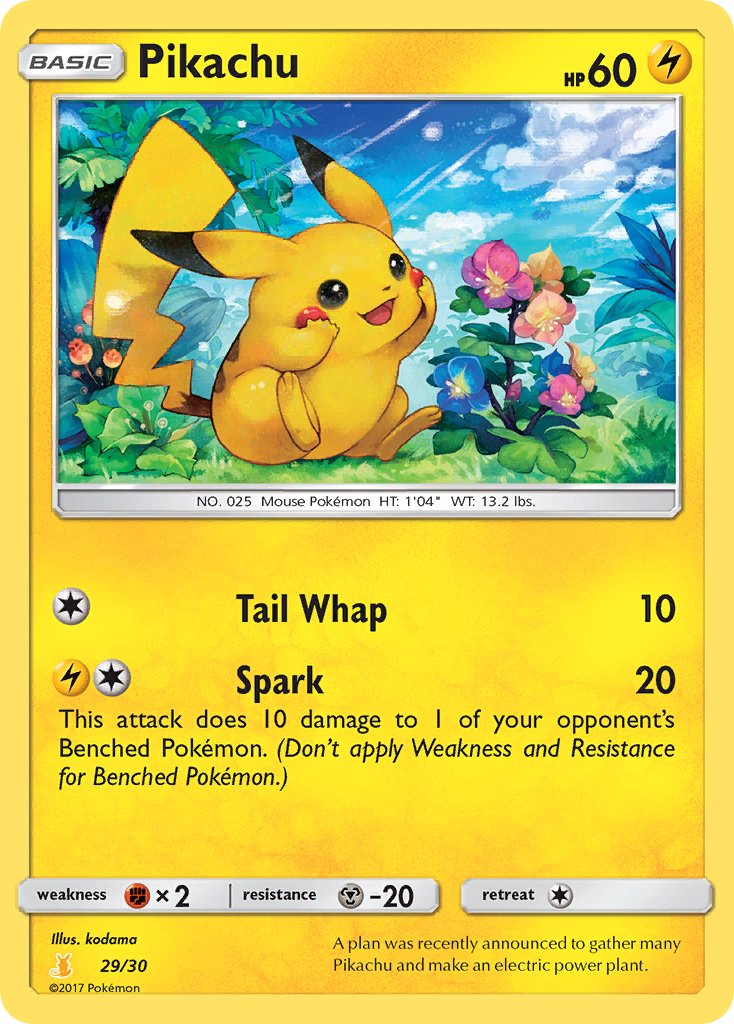 BASIC Pikachu HP60
NO. 025 Mouse Pokémon HT: 1'04" WT: 13.2 lbs.
Tail Whap 10
Spark 20
This attack does 10 damage to 1 of your opponent's
Benched Pokémon. (Don't apply Weakness and Resistance
for Benched Pokémon.)
weakness ×2 resistance -20 retreat
Illus. kodama
29/30
©2017 Pokémon
A plan was recently announced to gather many
Pikachu and make an electric power plant.